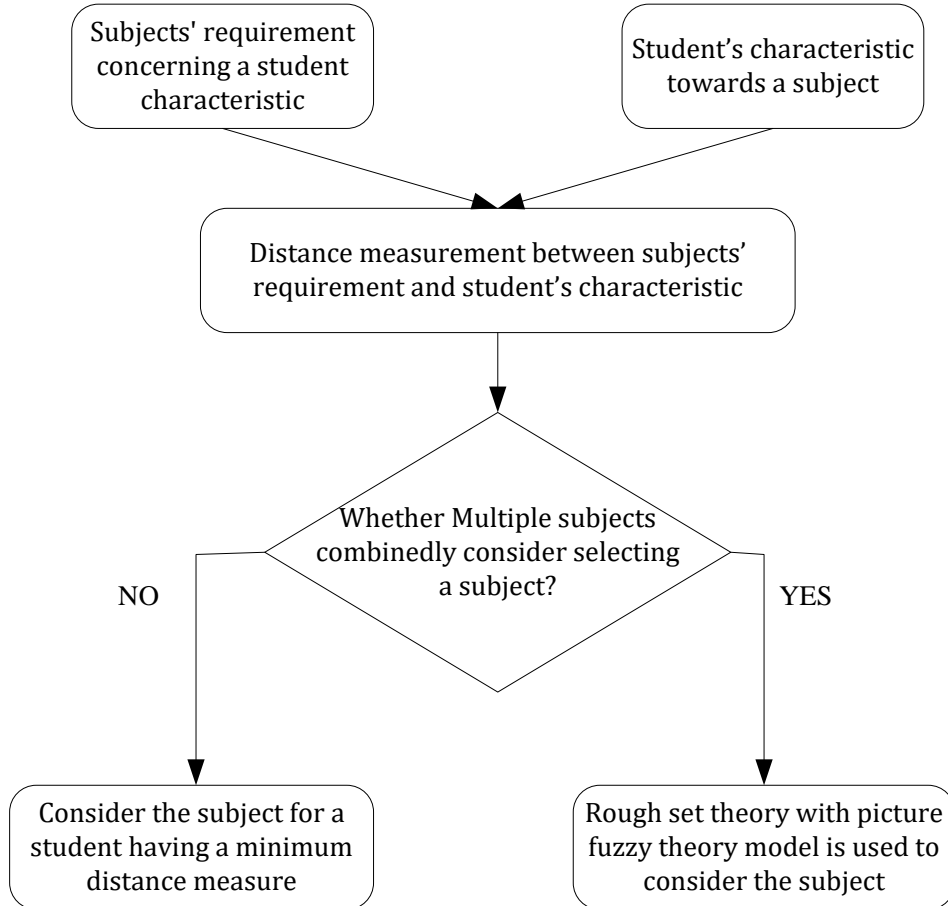 Subjects' requirement
concerning a student
characteristic
Student’s characteristic
towards a subject
Distance measurement between subjects’
requirement and student’s characteristic
Whether Multiple subjects
combinedly consider selecting
a subject?
NO
YES
Consider the subject for a
student having a minimum
distance measure
Rough set theory with picture
fuzzy theory model is used to
consider the subject